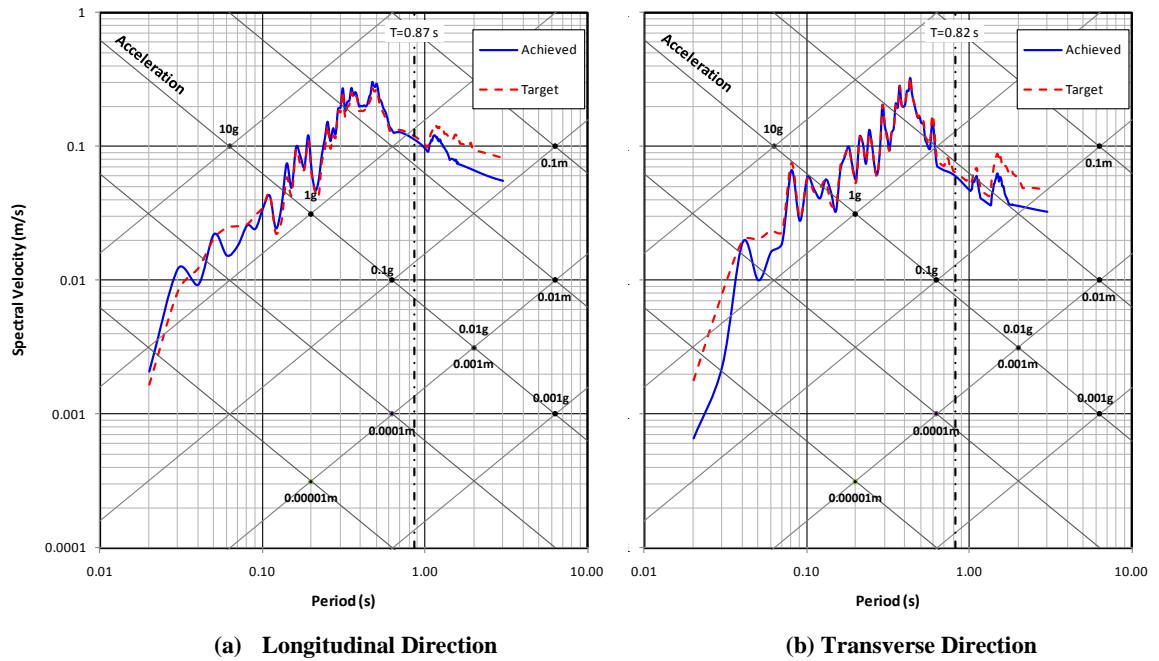 1
0.1
0.01
0.001
0.0001
Spectral Velocity (m/s)
Acceleration
T=0.87 s
Achieved
Target
10g
0.1m
1g
0.1g
0.01m
0.01g
0.001m
0.001g
0.0001m
0.00001m
0.01
0.10
1.00
10.00
Period (s)
(a) Longitudinal Direction
Acceleration
T=0.82 s
Achieved
Target
10g
0.1m
1g
0.1g
0.01m
0.01g
0.001m
0.001g
0.0001m
0.00001m
0.01
0.10
1.00
10.00
Period (s)
(b) Transverse Direction